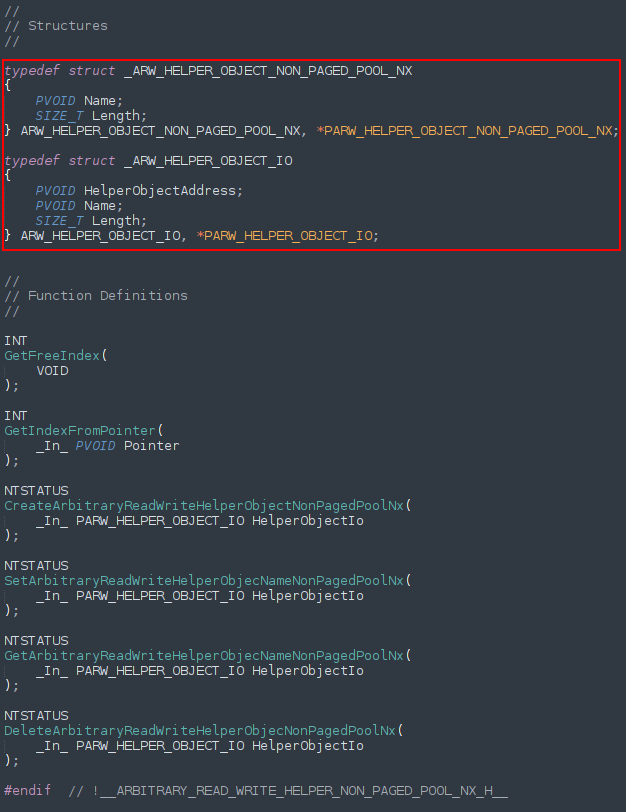 //
// Structures
//
typedef struct _ARW_HELPER_OBJECT_NON_PAGED_POOL_NX
{
    PVOID Name;
    SIZE_T Length;
} ARW_HELPER_OBJECT_NON_PAGED_POOL_NX, *PARW_HELPER_OBJECT_NON_PAGED_POOL_NX;
typedef struct _ARW_HELPER_OBJECT_IO
{
    PVOID HelperObjectAddress;
    PVOID Name;
    SIZE_T Length;
} ARW_HELPER_OBJECT_IO, *PARW_HELPER_OBJECT_IO;
//
// Function Definitions
//
INT
GetFreeIndex(
    VOID
);
INT
GetIndexFromPointer(
    _In_ PVOID Pointer
);
NTSTATUS
CreateArbitraryReadWriteHelperObjectNonPagedPoolNx(
    _In_ PARW_HELPER_OBJECT_IO HelperObjectIo
);
NTSTATUS
SetArbitraryReadWriteHelperObjecNameNonPagedPoolNx(
    _In_ PARW_HELPER_OBJECT_IO HelperObjectIo
);
NTSTATUS
GetArbitraryReadWriteHelperObjecNameNonPagedPoolNx(
    _In_ PARW_HELPER_OBJECT_IO HelperObjectIo
);
NTSTATUS
DeleteArbitraryReadWriteHelperObjecNonPagedPoolNx(
    _In_ PARW_HELPER_OBJECT_IO HelperObjectIo
);
#endif  // !__ARBITRARY_READ_WRITE_HELPER_NON_PAGED_POOL_NX_H__